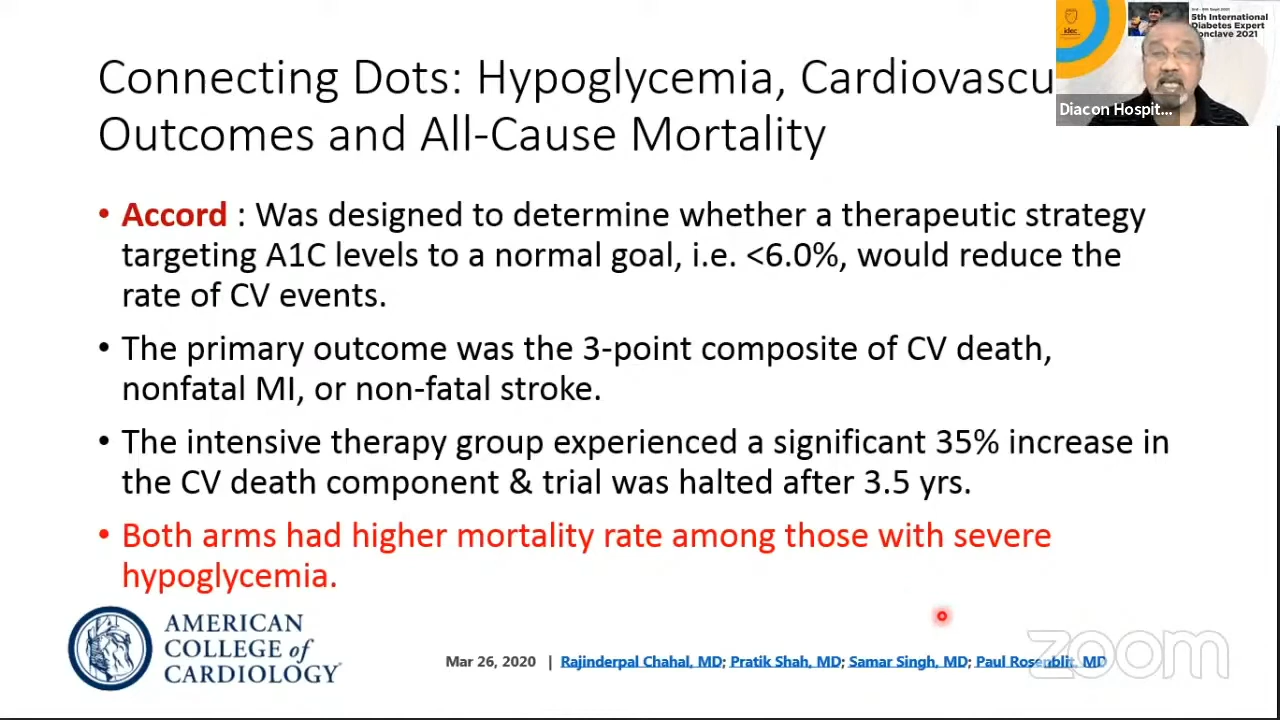 Connecting Dots: Hypoglycemia, Cardiovascu
Outcomes and All-Cause Mortality
5th International
Diabetes Expert
onclave 2021
idec
Diacon Hospit...
• Accord : Was designed to determine whether a therapeutic strategy
targeting A1C levels to a normal goal, i.e. <6.0%, would reduce the
rate of CV events.
• The primary outcome was the 3-point composite of CV death,
nonfatal MI, or non-fatal stroke.
• The intensive therapy group experienced a significant 35% increase in
the CV death component & trial was halted after 3.5 yrs.
• Both arms had higher mortality rate among those with severe
hypoglycemia.
AMERICAN
COLLEGE of
CARDIOLOGY
Mar 26, 2020 | Rajinderpal Chahal, MD; Pratik Shah, MD; Samar Singh, MD; Paul Rosenblit, MD
zoom